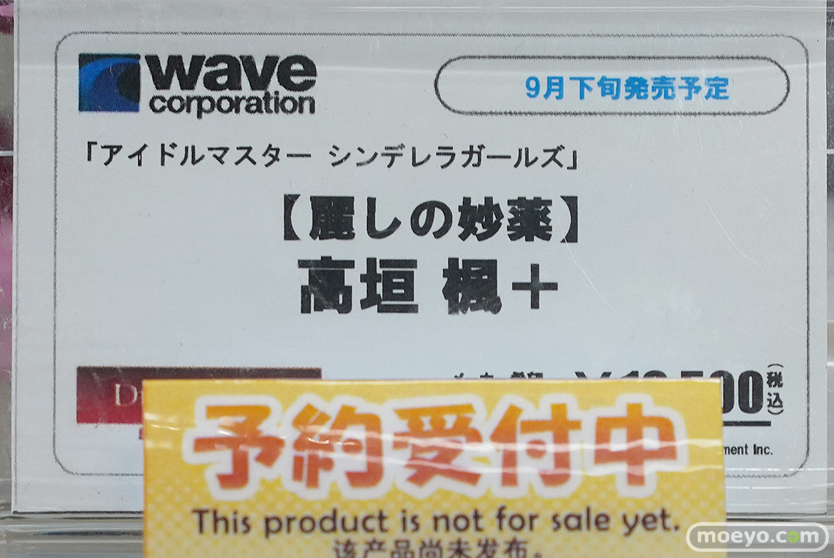 wave
corporation
9月下旬発売予定
「アイドルマスター シンデレラガールズ」
【麗しの妙薬】
高垣 楓＋
(税込)
ment Inc.
予約受付中
This product is not for sale yet.
该产品尚未发布。
moeyo.com